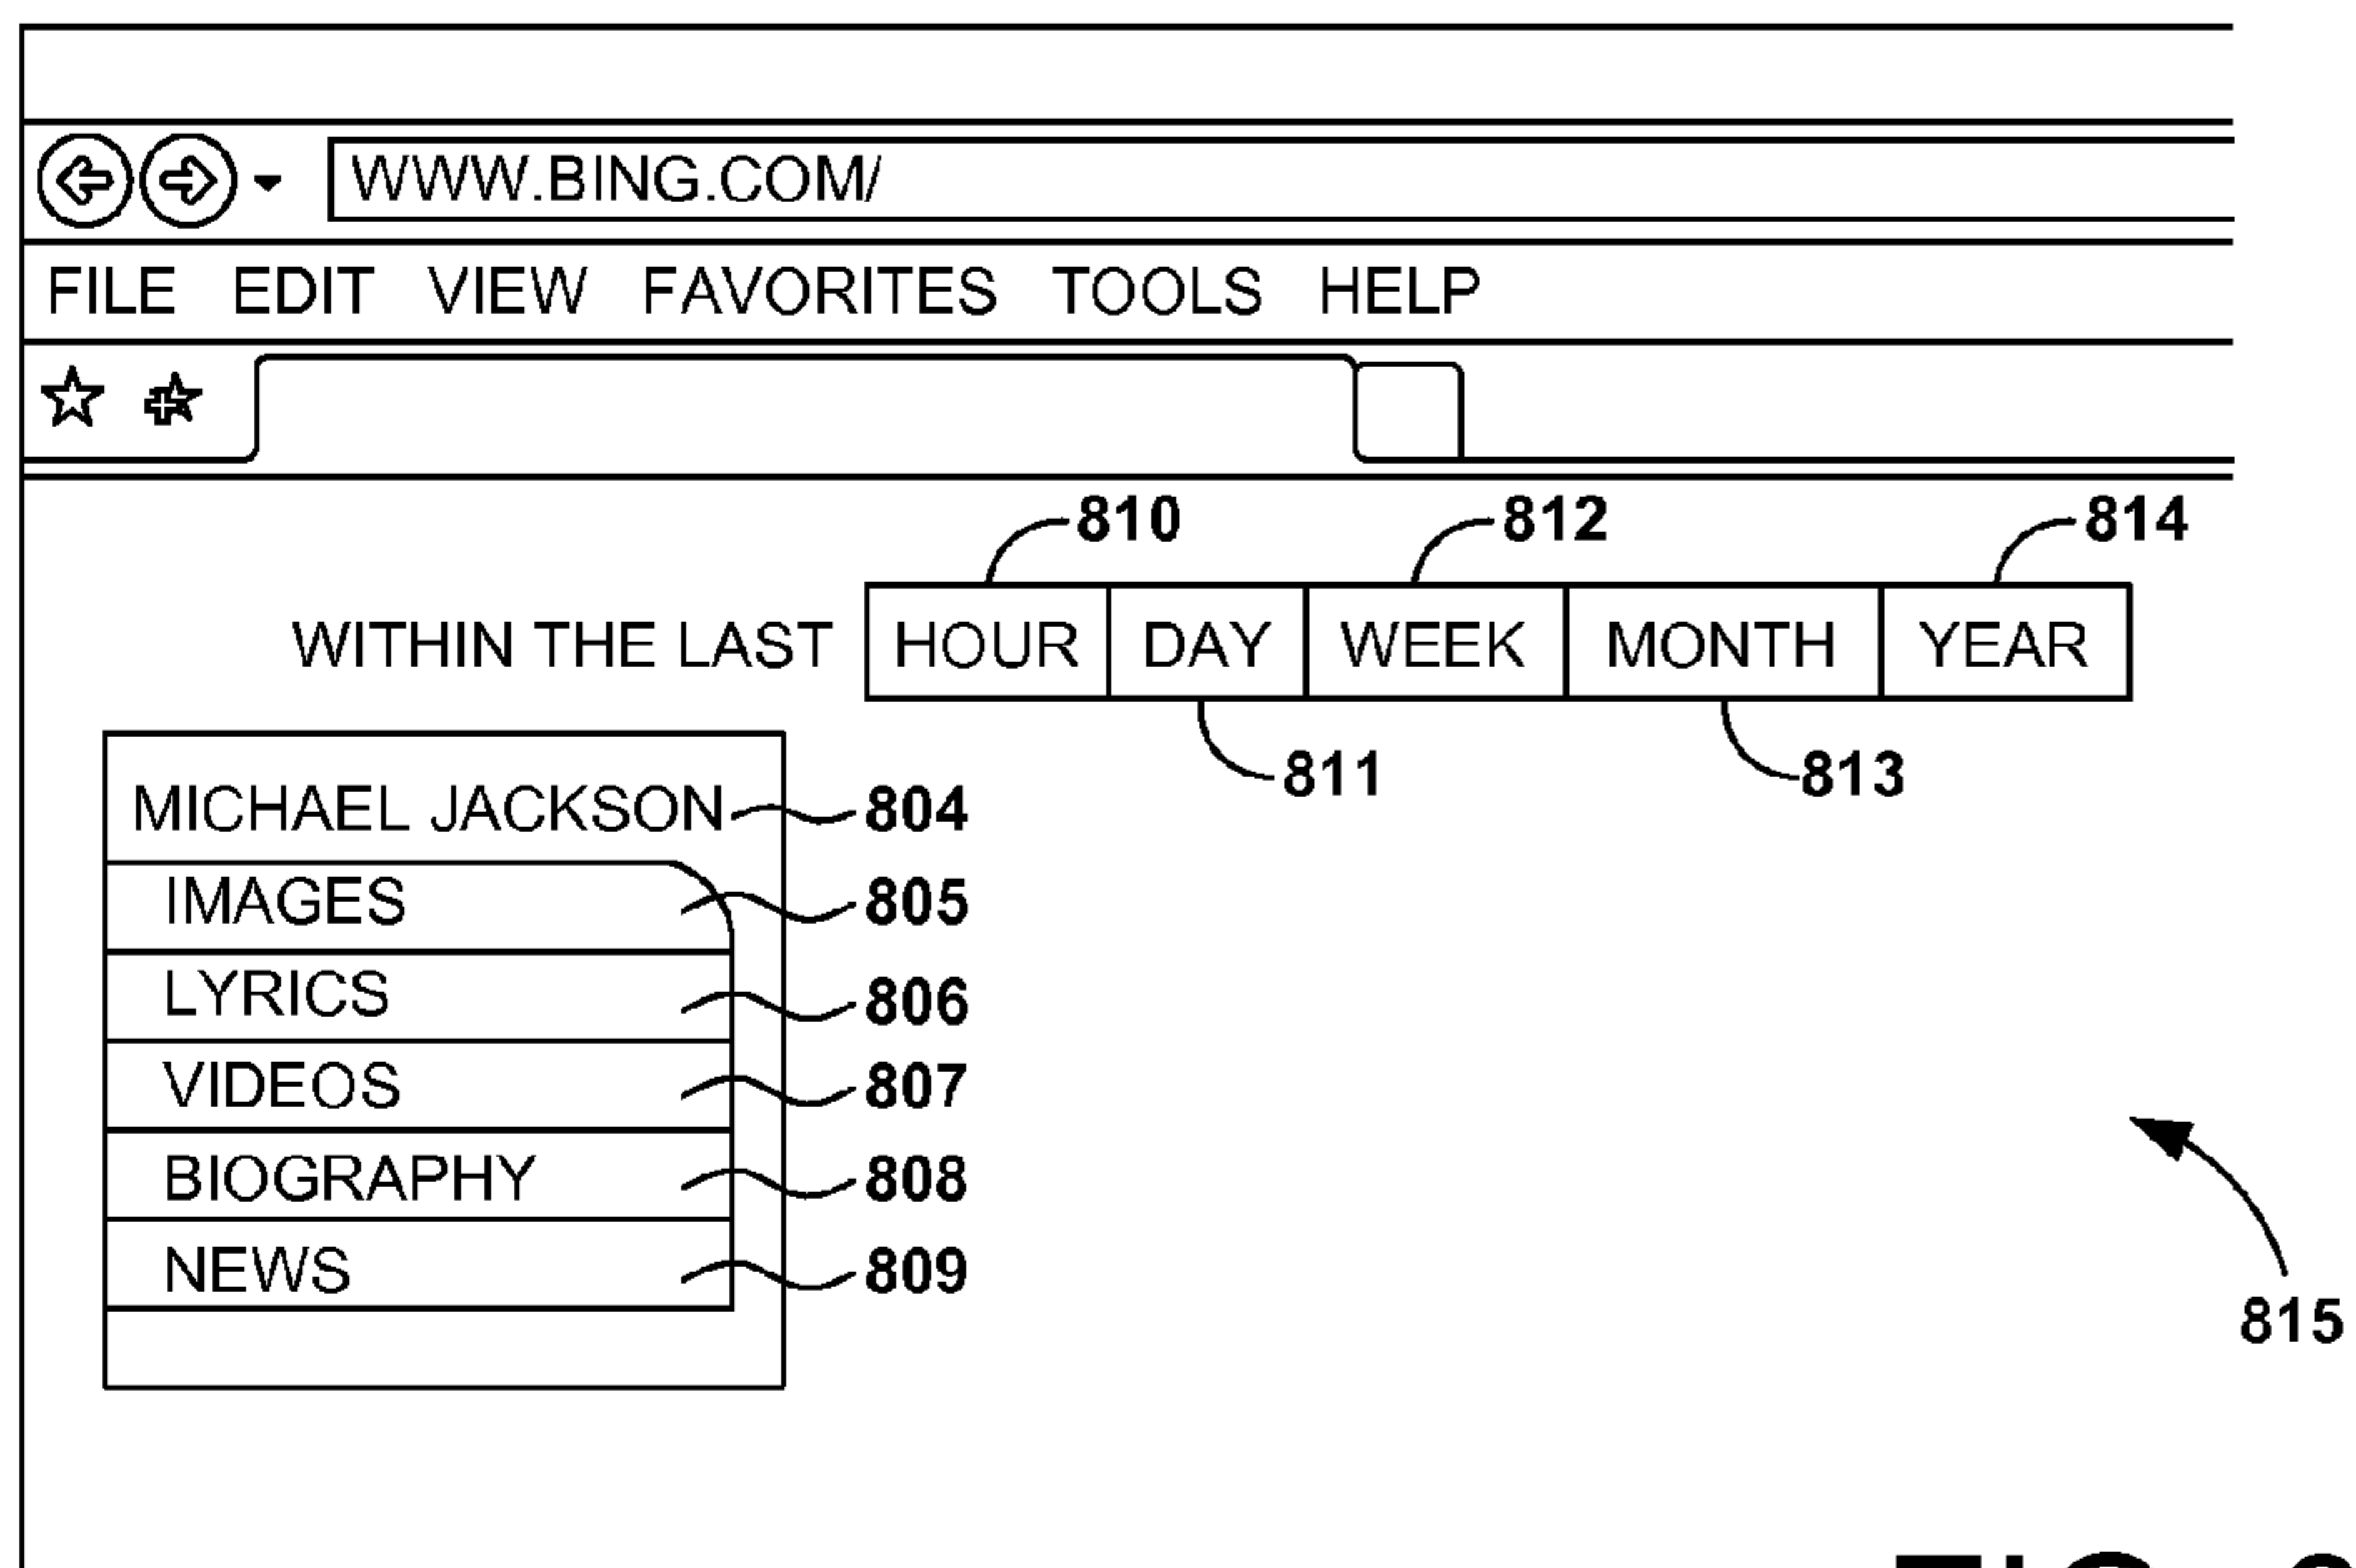 WWW.BING.COM/
FILE EDIT VIEW FAVORITES TOOLS HELP
810 812 814
WITHIN THE LAST HOUR DAY WEEK MONTH YEAR
811 813
MICHAEL JACKSON 804
IMAGES 805
LYRICS 806
VIDEOS 807
BIOGRAPHY 808
NEWS 809
815